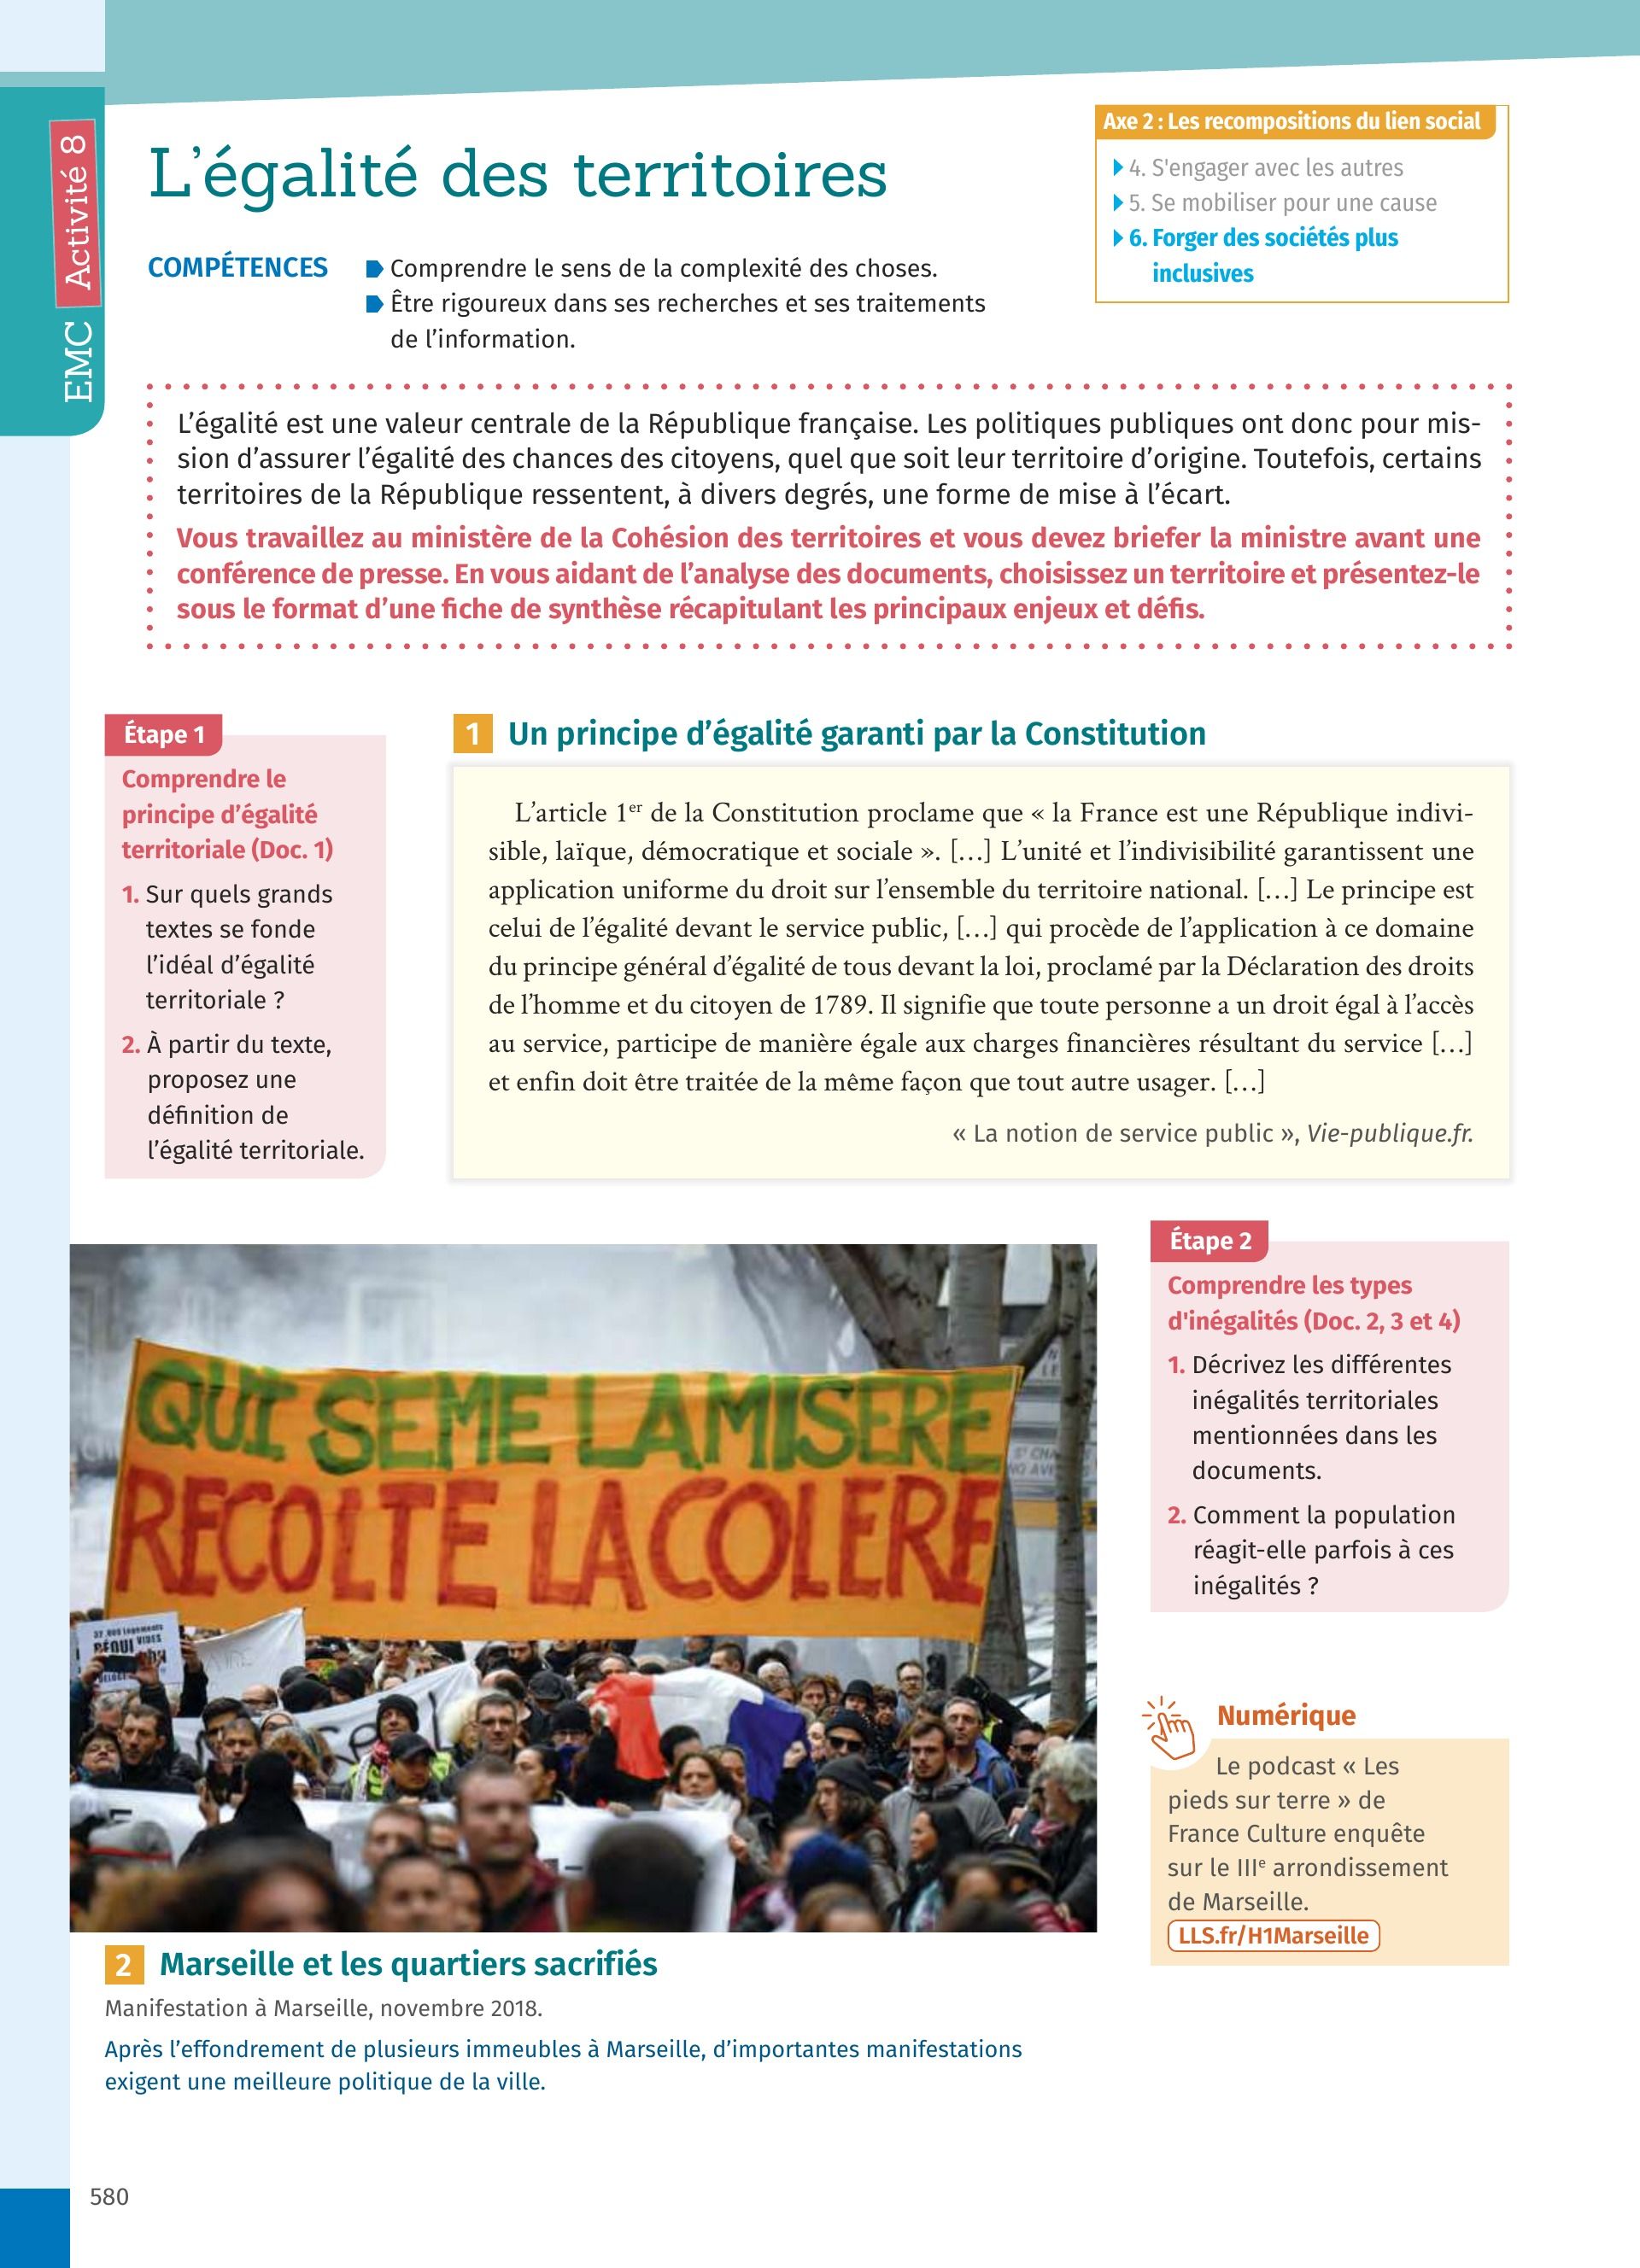 EMC Activité 8
L'égalité des territoires
Axe 2 : Les recompositions du lien social
4. S'engager avec les autres
5. Se mobiliser pour une cause
6. Forger des sociétés plus
inclusives
COMPÉTENCES
Comprendre le sens de la complexité des choses.
Être rigoureux dans ses recherches et ses traitements
de l'information.
L'égalité est une valeur centrale de la République française. Les politiques publiques ont donc pour mis-
sion d'assurer l'égalité des chances des citoyens, quel que soit leur territoire d'origine. Toutefois, certains
territoires de la République ressentent, à divers degrés, une forme de mise à l'écart.
Vous travaillez au ministère de la Cohésion des territoires et vous devez briefer la ministre avant une
conférence de presse. En vous aidant de l'analyse des documents, choisissez un territoire et présentez-le
sous le format d'une fiche de synthèse récapitulant les principaux enjeux et défis.
Étape 1
Comprendre le
principe d'égalité
territoriale (Doc. 1)
1. Sur quels grands
textes se fonde
l'idéal d'égalité
territoriale ?
2. À partir du texte,
proposez une
définition de
l'égalité territoriale.
1 Un principe d'égalité garanti par la Constitution
L'article 1er de la Constitution proclame que « la France est une République indivi-
sible, laïque, démocratique et sociale ». […] L'unité et l'indivisibilité garantissent une
application uniforme du droit sur l'ensemble du territoire national. […] Le principe est
celui de l'égalité devant le service public, […] qui procède de l'application à ce domaine
du principe général d'égalité de tous devant la loi, proclamé par la Déclaration des droits
de l'homme et du citoyen de 1789. Il signifie que toute personne a un droit égal à l'accès
au service, participe de manière égale aux charges financières résultant du service […]
et enfin doit être traitée de la même façon que tout autre usager. […]
« La notion de service public », Vie-publique.fr.
QUI SEME LA MISERE
RECOLTE LA COLERE
Étape 2
Comprendre les types
d'inégalités (Doc. 2, 3 et 4)
1. Décrivez les différentes
inégalités territoriales
mentionnées dans les
documents.
2. Comment la population
réagit-elle parfois à ces
inégalités ?
Numérique
Le podcast « Les
pieds sur terre » de
France Culture enquête
sur le IIIe arrondissement
de Marseille.
LLS.fr/H1Marseille
2 Marseille et les quartiers sacrifiés
Manifestation à Marseille, novembre 2018.
Après l'effondrement de plusieurs immeubles à Marseille, d'importantes manifestations
exigent une meilleure politique de la ville.
580